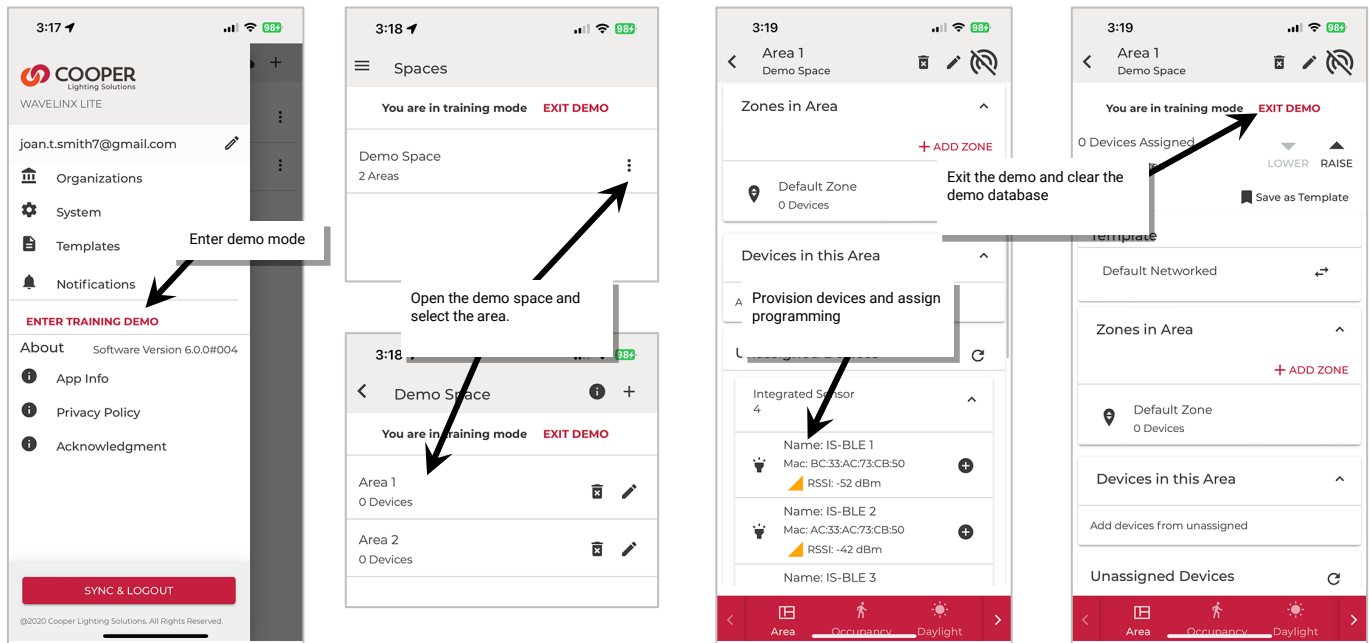 3:17
98
COOPER
Lighting Solutions
WAVELINX LITE
joan.t.smith7@gmail.com
Organizations
System
Templates
Notifications
Enter demo mode
ENTER TRAINING DEMO
About Software Version 6.0.0#004
App Info
Privacy Policy
Acknowledgment
SYNC & LOGOUT
@2020 Cooper Lighting Solutions. All Rights Reserved.
3:18
98
Spaces
You are in training mode EXIT DEMO
Demo Space
2 Areas
Open the demo space and
select the area.
3:18
98
Demo Space
You are in training mode EXIT DEMO
Area 1
0 Devices
Area 2
0 Devices
3:19
98
Area 1
Demo Space
Zones in Area
+ ADD ZONE
Default Zone
0 Devices
Devices in this Area
Provision devices and assign
programming
Integrated Sensor
4
Name: IS-BLE 1
Mac: BC:33:AC:73:CB:50
RSSI: -52 dBm
Name: IS-BLE 2
Mac: AC:33:AC:73:CB:50
RSSI: -42 dBm
Name: IS-BLE 3
Area Occupancy Daylight
3:19
98
Area 1
Demo Space
You are in training mode EXIT DEMO
0 Devices Assigned
LOWER RAISE
Exit the demo and clear the
demo database
Save as Template
Template
Default Networked
Zones in Area
+ ADD ZONE
Default Zone
0 Devices
Devices in this Area
Add devices from unassigned
Unassigned Devices
Area Occupancy Daylight